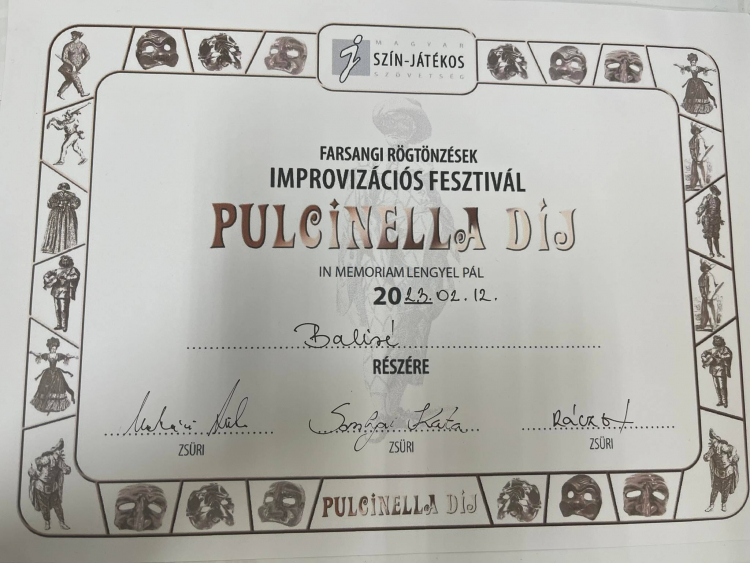 MAGYAR
SZÍN-JÁTÉKOS
SZÖVETSÉG
FARSANGI RÖGTÖNZÉSEK
IMPROVIZÁCIÓS FESZTIVÁL
PULCINELLA DÍJ
IN MEMORIAM LENGYEL PÁL
2023.02.12.
RÉSZÉRE
ZSŰRI
ZSŰRI
ZSŰRI
PULCINELLA DÍJ